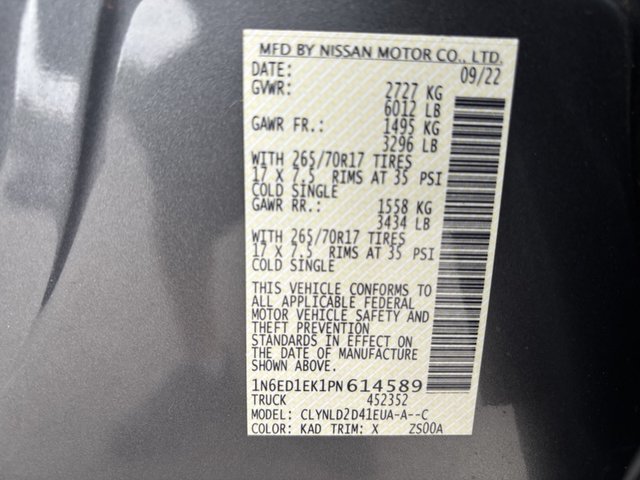 MFD BY NISSAN MOTOR CO., LTD.
DATE: 09/22
GVWR: 2727 KG
6012 LB
GAWR FR.: 1495 KG
3296 LB
WITH 265/70R17 TIRES
17 X 7.5 RIMS AT 35 PSI
COLD SINGLE
GAWR RR.: 1558 KG
3434 LB
WITH 265/70R17 TIRES
17 X 7.5 RIMS AT 35 PSI
COLD SINGLE
THIS VEHICLE CONFORMS TO
ALL APPLICABLE FEDERAL
MOTOR VEHICLE SAFETY AND
THEFT PREVENTION
STANDARDS IN EFFECT ON
THE DATE OF MANUFACTURE
SHOWN ABOVE.
1N6ED1EK1PN614589
TRUCK 452352
MODEL: CLYNLD2D41EUA-A--C
COLOR: KAD TRIM: X ZS00A